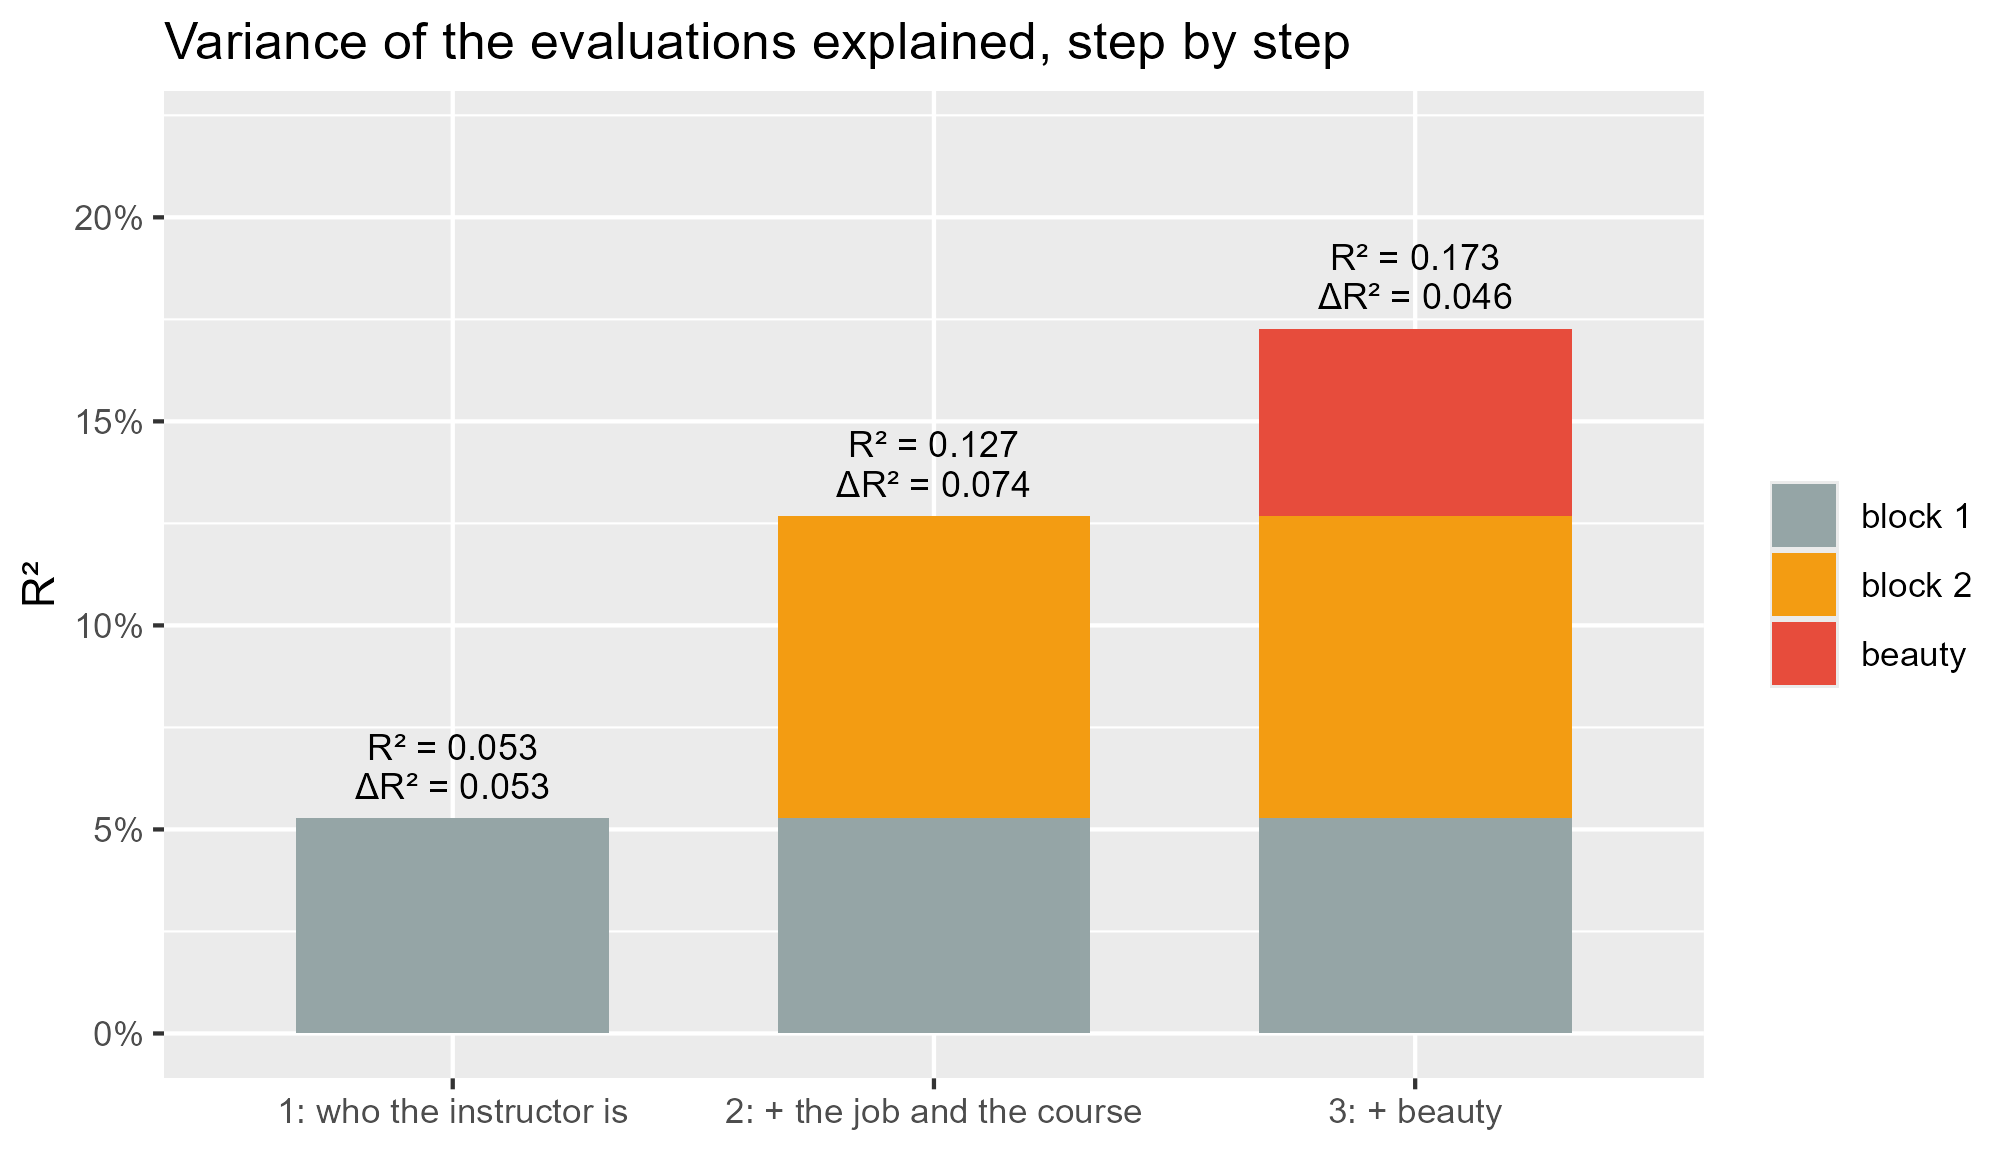 Variance of the evaluations explained, step by step
R²
20%
15%
10%
5%
0%
R² = 0.053
ΔR² = 0.053
R² = 0.127
ΔR² = 0.074
R² = 0.173
ΔR² = 0.046
1: who the instructor is
2: + the job and the course
3: + beauty
block 1
block 2
beauty